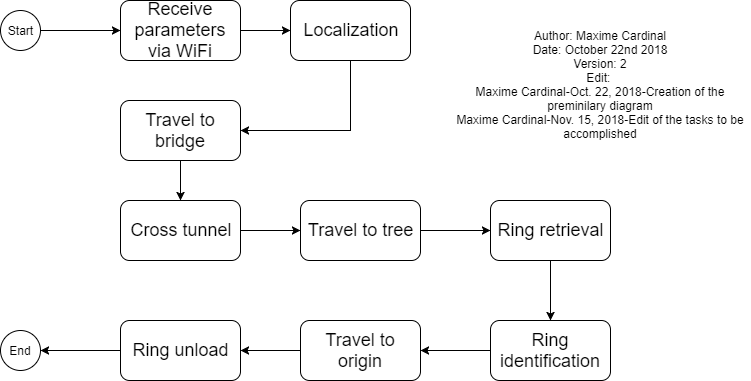 Start
Receive
parameters
via WiFi
Localization
Author: Maxime Cardinal
Date: October 22nd 2018
Version: 2
Edit:
Maxime Cardinal-Oct. 22, 2018-Creation of the
preminilary diagram
Maxime Cardinal-Nov. 15, 2018-Edit of the tasks to be
accomplished
Travel to
bridge
Cross tunnel
Travel to tree
Ring retrieval
Ring
identification
Travel to
origin
Ring unload
End